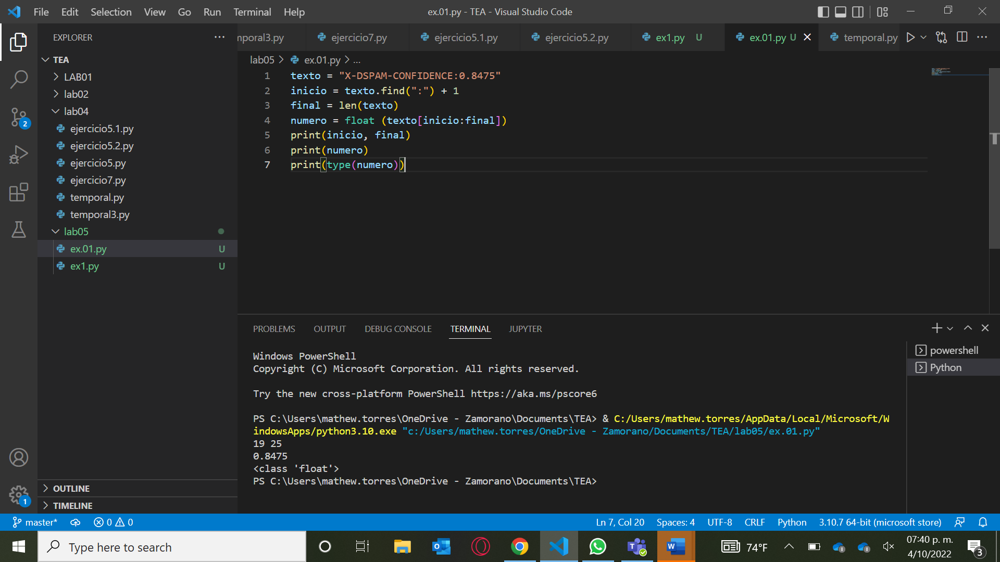 File Edit Selection View Go Run Terminal Help
ex.01.py - TEA - Visual Studio Code
EXPLORER
mporal3.py
ejercicio7.py
ejercicio5.1.py
ejercicio5.2.py
ex1.py U
ex.01.py U
temporal.py
TEA
LAB01
lab02
lab04
ejercicio5.1.py
ejercicio5.2.py
ejercicio5.py
ejercicio7.py
temporal.py
temporal3.py
lab05
ex.01.py U
ex1.py U
OUTLINE
TIMELINE
2
1
lab05 > ex.01.py > ...
1 texto = "X-DSPAM-CONFIDENCE:0.8475"
2 inicio = texto.find(":") + 1
3 final = len(texto)
4 numero = float (texto[inicio:final])
5 print(inicio, final)
6 print(numero)
7 print(type(numero))
PROBLEMS OUTPUT DEBUG CONSOLE TERMINAL JUPYTER
Windows PowerShell
Copyright (C) Microsoft Corporation. All rights reserved.
Try the new cross-platform PowerShell https://aka.ms/pscore6
PS C:\Users\mathew.torres\OneDrive - Zamorano\Documents\TEA> & C:/Users/mathew.torres/AppData/Local/Microsoft/W
indowsApps/python3.10.exe "c:/Users/mathew.torres/OneDrive - Zamorano/Documents/TEA/lab05/ex.01.py"
19 25
0.8475
<class 'float'>
PS C:\Users\mathew.torres\OneDrive - Zamorano\Documents\TEA>
powershell
Python
master* 0 0
Ln 7, Col 20 Spaces: 4 UTF-8 CRLF Python 3.10.7 64-bit (microsoft store)
Type here to search
74°F
07:40 p. m.
4/10/2022
3